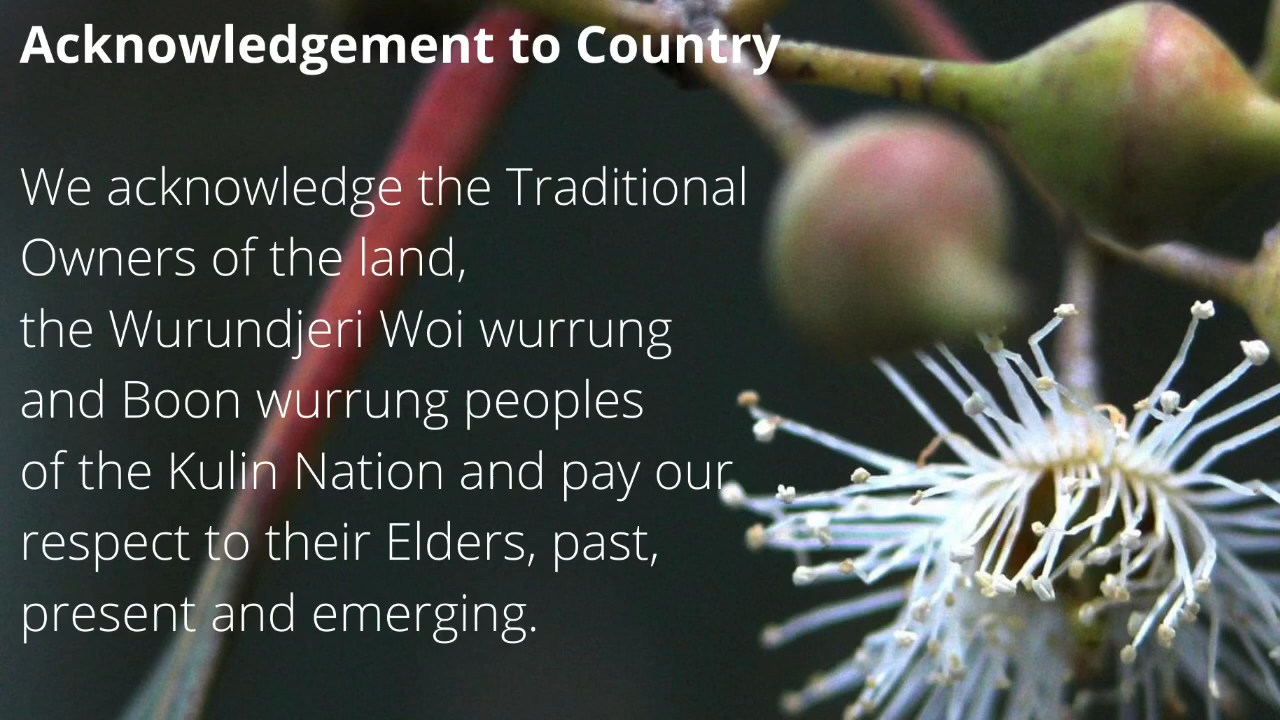 Acknowledgement to Country
We acknowledge the Traditional
Owners of the land,
the Wurundjeri Woi wurrung
and Boon wurrung peoples
of the Kulin Nation and pay our
respect to their Elders, past,
present and emerging.